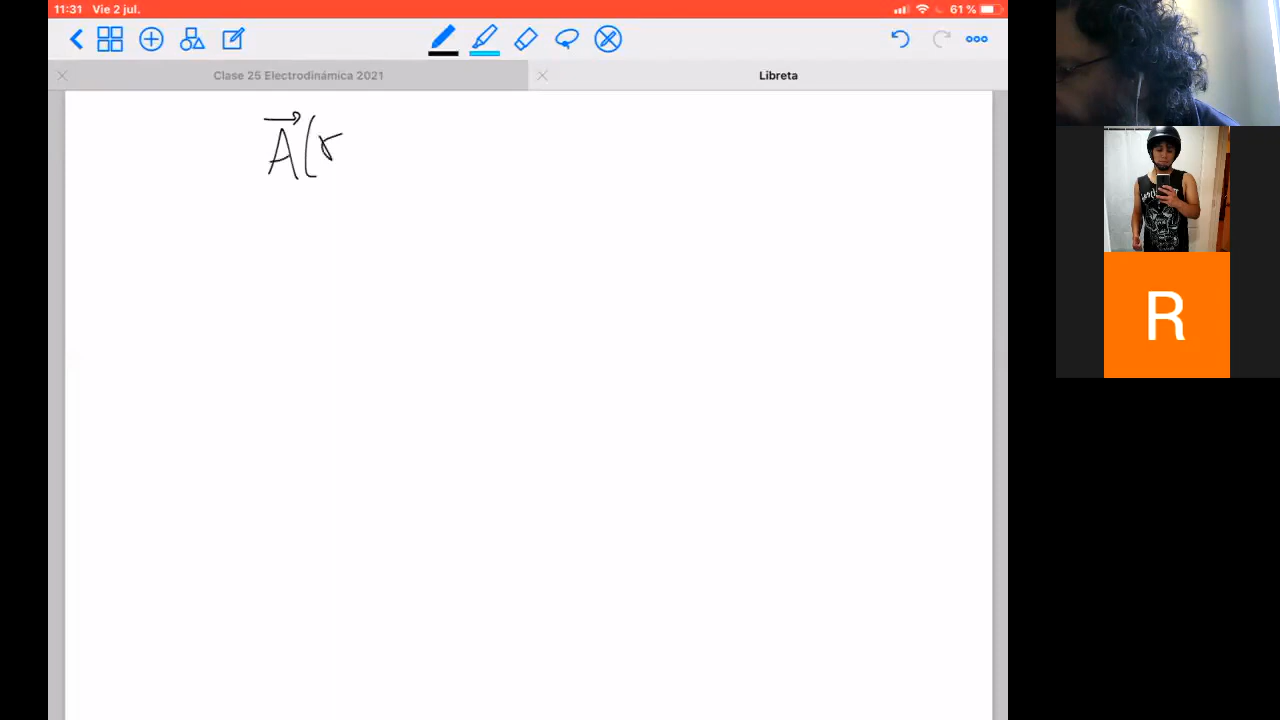 11:31 Vie 2 jul. 61 %
Clase 25 Electrodinámica 2021 Libreta
A⃗(r
R